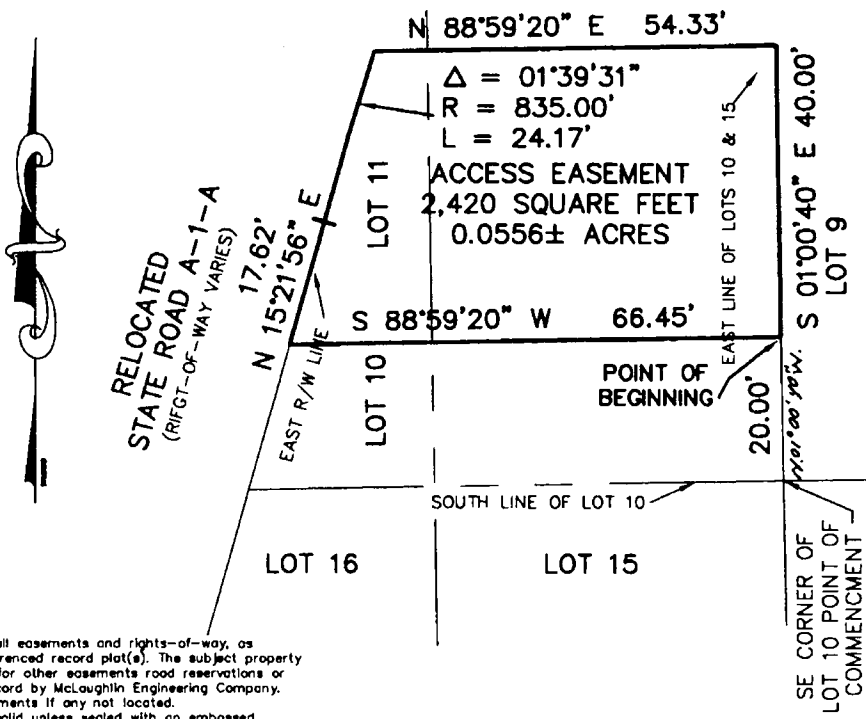 N 88°59'20" E 54.33'
Δ = 01°39'31"
R = 835.00'
L = 24.17'
ACCESS EASEMENT
2,420 SQUARE FEET
0.0556± ACRES
LOT 11
EAST LINE OF LOTS 10 & 15
S 01°00'40" E 40.00'
LOT 9
RELOCATED
STATE ROAD A-1-A
(RIFGT-OF-WAY VARIES)
17.62'
N 15°21'56" E
EAST R/W LINE
S 88°59'20" W 66.45'
LOT 10
POINT OF
BEGINNING
20.00'
SOUTH LINE OF LOT 10
LOT 16
LOT 15
SE CORNER OF
LOT 10 POINT OF
COMMENCMENT
ll easements and rights-of-way, as
renced record plat(s). The subject property
for other easements road reservations or
cord by McLaughlin Engineering Company.
ments if any not located.
valid unless sealed with an embossed